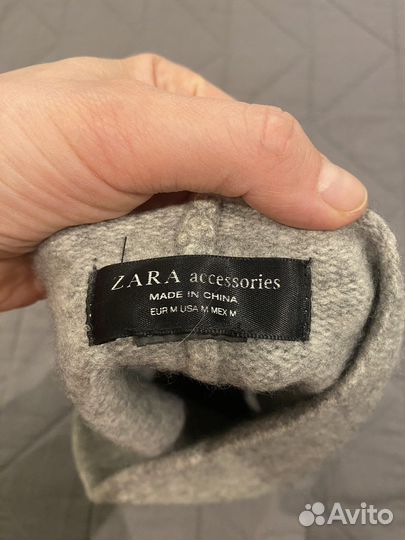 ZARA accessories
MADE IN CHINA
EUR M USA M MEX M
Avito